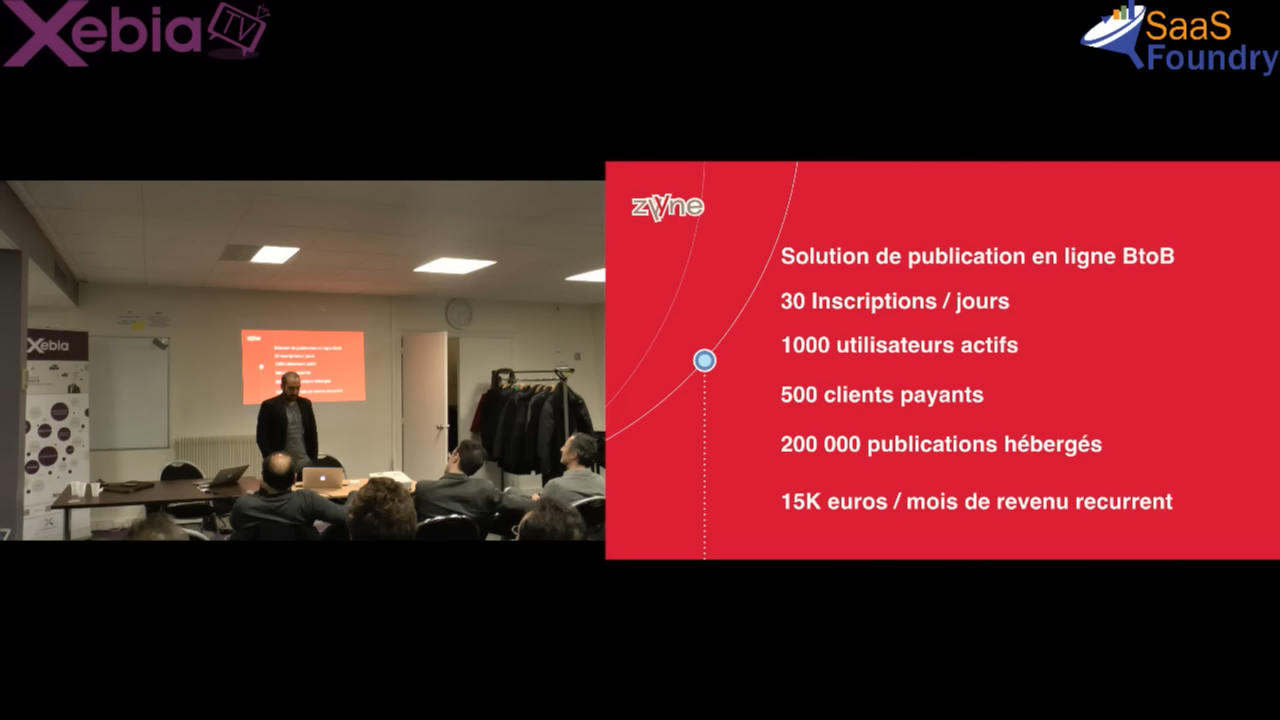 Xebia TV
SaaS
Foundry
zyyne
Solution de publication en ligne BtoB
30 Inscriptions / jours
1000 utilisateurs actifs
500 clients payants
200 000 publications hébergés
15K euros / mois de revenu recurrent
Xebia